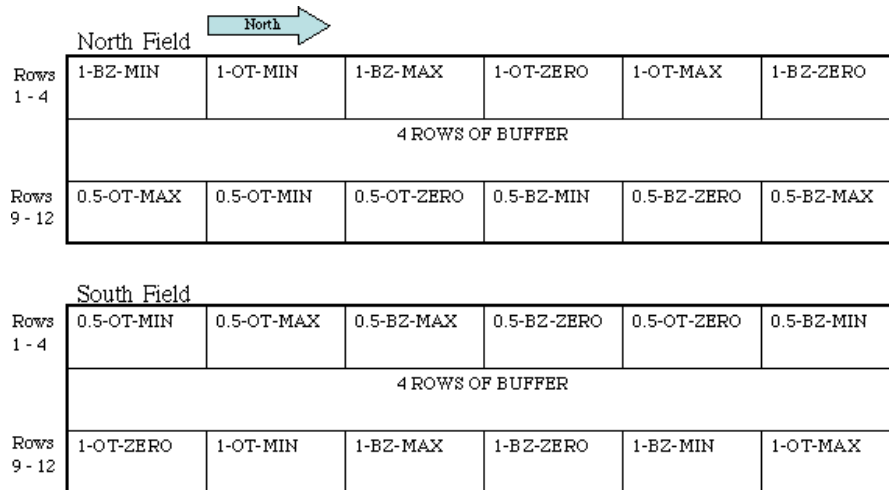 North
North Field
Rows 1 - 4
1-BZ-MIN 1-OT-MIN 1-BZ-MAX 1-OT-ZERO 1-OT-MAX 1-BZ-ZERO
4 ROWS OF BUFFER
Rows 9 - 12
0.5-OT-MAX 0.5-OT-MIN 0.5-OT-ZERO 0.5-BZ-MIN 0.5-BZ-ZERO 0.5-BZ-MAX
South Field
Rows 1 - 4
0.5-OT-MIN 0.5-OT-MAX 0.5-BZ-MAX 0.5-BZ-ZERO 0.5-OT-ZERO 0.5-BZ-MIN
4 ROWS OF BUFFER
Rows 9 - 12
1-OT-ZERO 1-OT-MIN 1-BZ-MAX 1-BZ-ZERO 1-BZ-MIN 1-OT-MAX